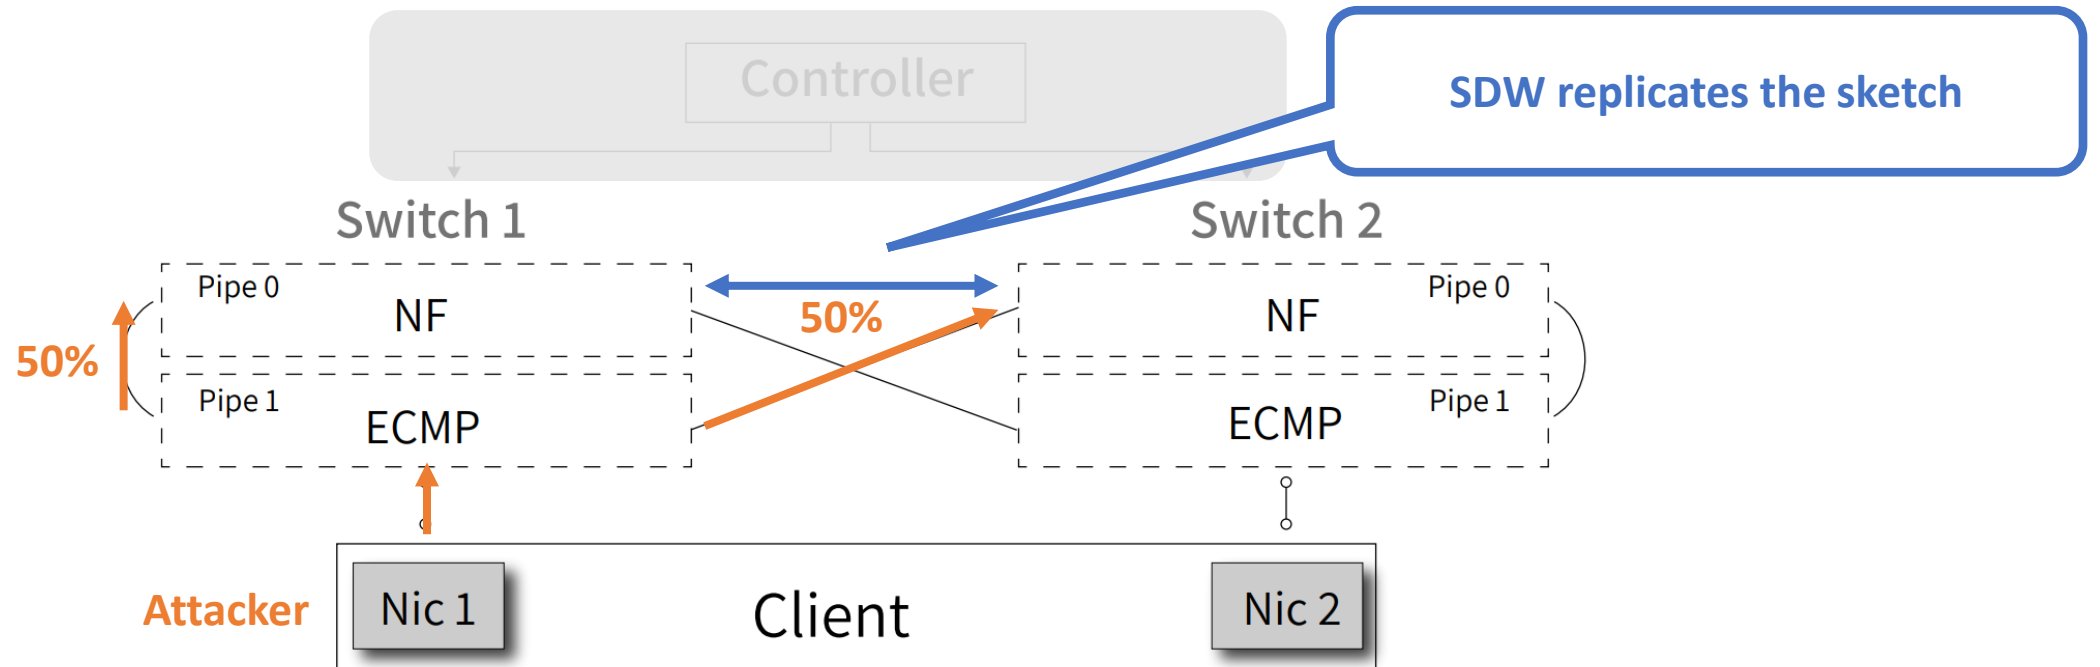 Controller
SDW replicates the sketch
Switch 1
Switch 2
Pipe 0
NF
50%
NF
Pipe 0
50%
Pipe 1
ECMP
ECMP
Pipe 1
Attacker
Nic 1
Client
Nic 2